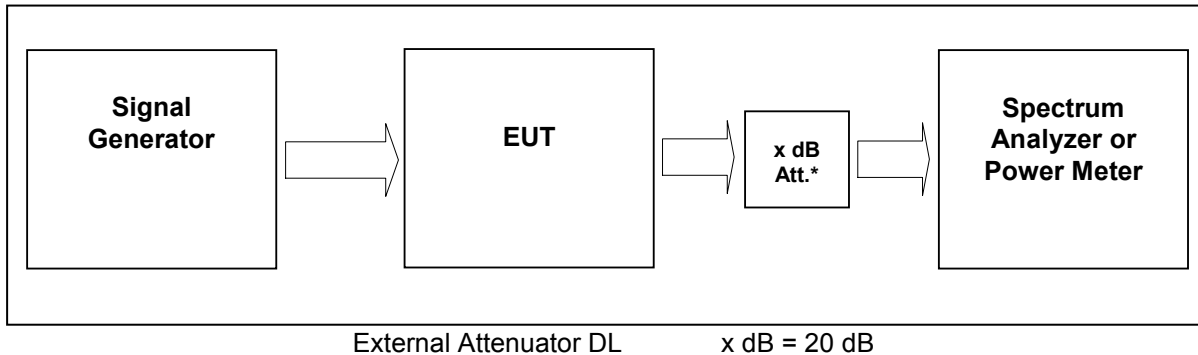 Signal
Generator
EUT
x dB
Att.*
Spectrum
Analyzer or
Power Meter
External Attenuator DL x dB = 20 dB